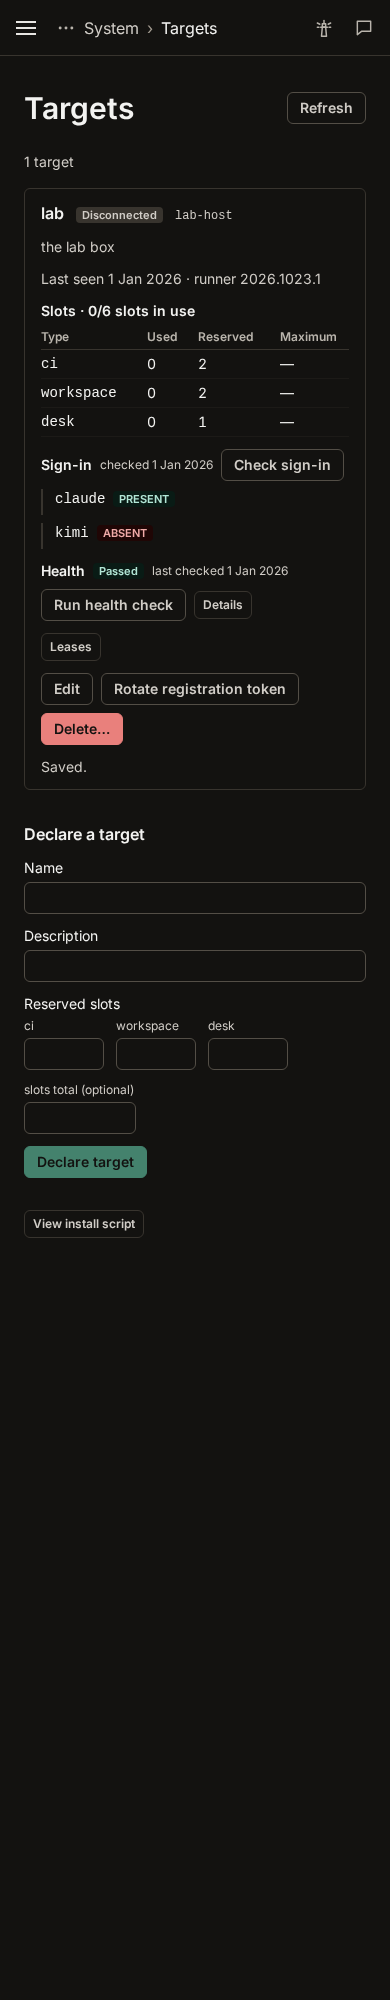 System › Targets
Targets
Refresh
1 target
lab Disconnected lab-host
the lab box
Last seen 1 Jan 2026 · runner 2026.1023.1
Slots · 0/6 slots in use
Type Used Reserved Maximum
ci 0 2 —
workspace 0 2 —
desk 0 1 —
Sign-in checked 1 Jan 2026 Check sign-in
claude PRESENT
kimi ABSENT
Health Passed last checked 1 Jan 2026
Run health check Details
Leases
Edit Rotate registration token
Delete...
Saved.
Declare a target
Name
Description
Reserved slots
ci workspace desk
slots total (optional)
Declare target
View install script